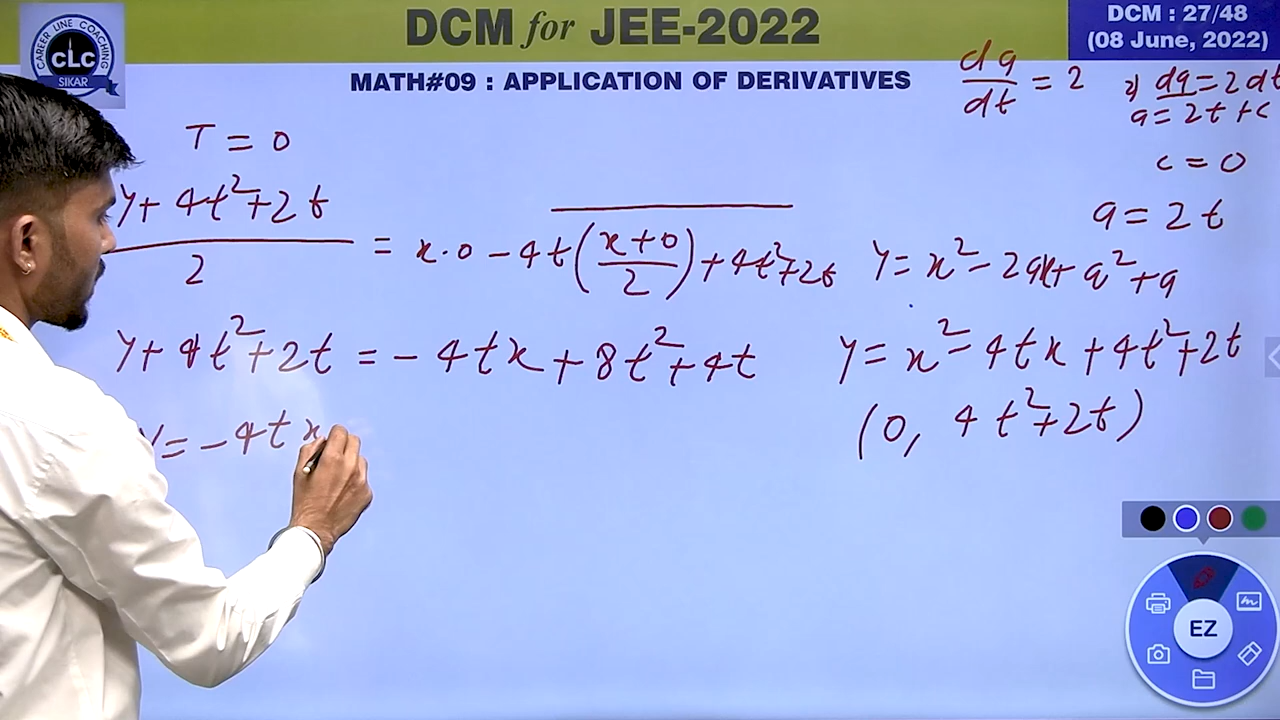 CAREER LINE COACHING
CLC
SIKAR
DCM for JEE-2022
DCM : 27/48
(08 June, 2022)
MATH#09 : APPLICATION OF DERIVATIVES
da/dt = 2 ⇒ da = 2dt
a = 2t + c
c = 0
a = 2t
T = 0
(y + 4t² + 2t)/2 = x·0 − 4t((x+0)/2) + 4t² + 2t
y = x² − 2ax + a² + a
y + 4t² + 2t = −4tx + 8t² + 4t
y = x² − 4tx + 4t² + 2t
(0, 4t² + 2t)
y = −4tx
EZ